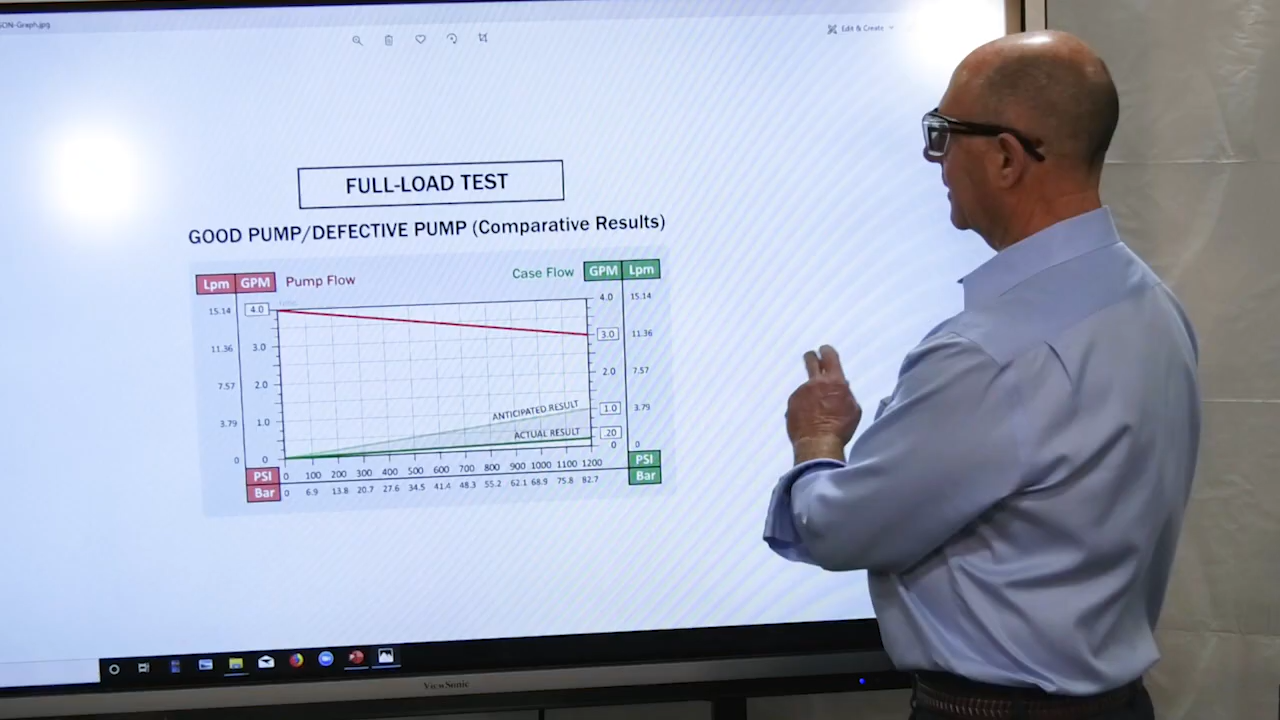 SON-Graph.jpg
Edit & Create
FULL-LOAD TEST
GOOD PUMP/DEFECTIVE PUMP (Comparative Results)
Lpm GPM Pump Flow Case Flow GPM Lpm
15.14 4.0 4.0 15.14
11.36 3.0 3.0 11.36
7.57 2.0 2.0 7.57
3.79 1.0 ANTICIPATED RESULT 1.0 3.79
ACTUAL RESULT .20
0 0 0 0
PSI 0 100 200 300 400 500 600 700 800 900 1000 1100 1200 PSI
Bar 0 6.9 13.8 20.7 27.6 34.5 41.4 48.3 55.2 62.1 68.9 75.8 82.7 Bar
ViewSonic